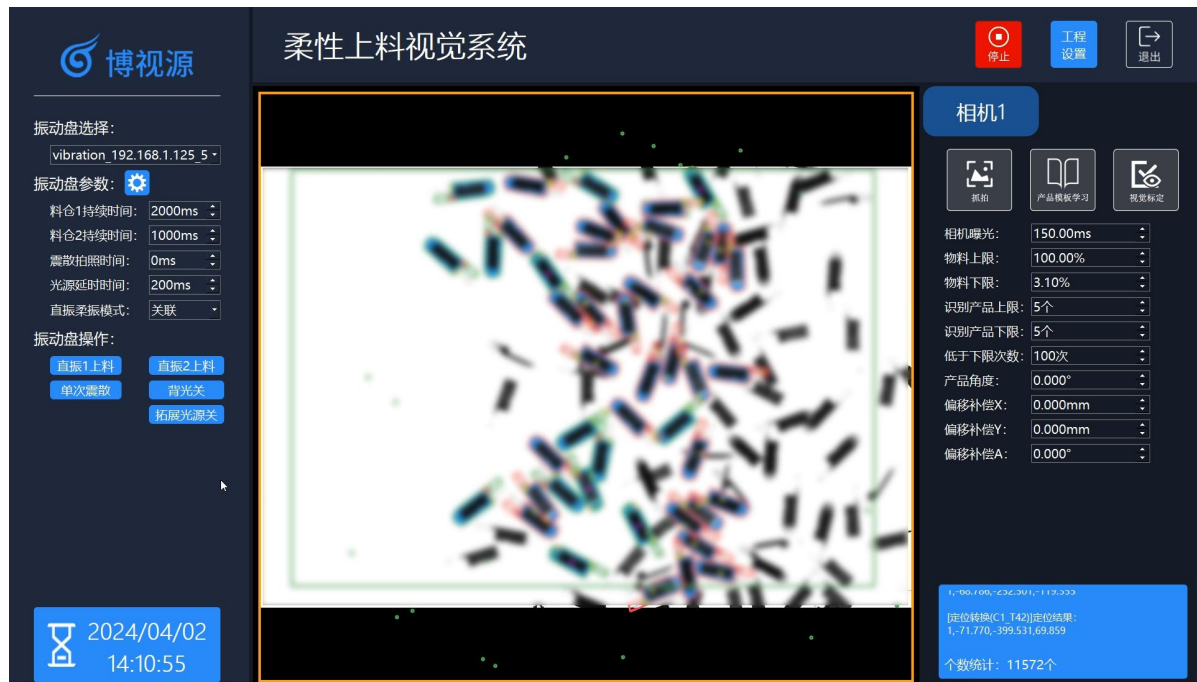 博视源
柔性上料视觉系统
停止
工程
设置
退出
振动盘选择:
vibration_192.168.1.125_5
振动盘参数:
料仓1持续时间: 2000ms
料仓2持续时间: 1000ms
震散拍照时间: 0ms
光源延时时间: 200ms
直振柔振模式: 关联
振动盘操作:
直振1上料 直振2上料
单次震散 背光关
拓展光源关
2024/04/02
14:10:55
相机1
抓拍 产品模板学习 视觉标定
相机曝光: 150.00ms
物料上限: 100.00%
物料下限: 3.10%
识别产品上限: 5个
识别产品下限: 5个
低于下限次数: 100次
产品角度: 0.000°
偏移补偿X: 0.000mm
偏移补偿Y: 0.000mm
偏移补偿A: 0.000°
[定位转换(C1_T42)]定位结果:
1,-71.770,-399.531,69.859
个数统计: 11572个